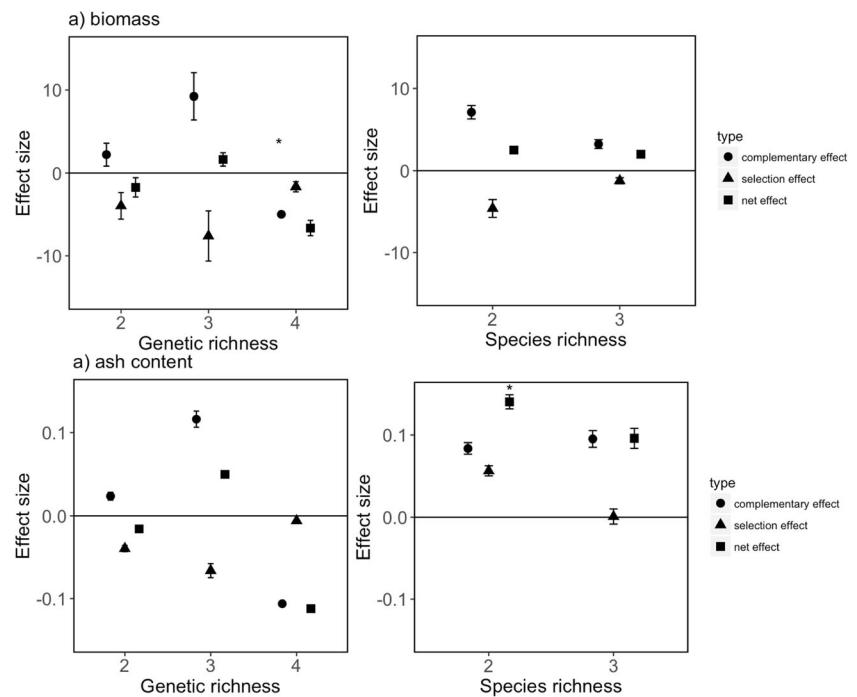 a) biomass
Effect size
10
0
-10
*
2 3 4
Genetic richness
Effect size
10
0
-10
2 3
Species richness
type
complementary effect
selection effect
net effect
a) ash content
Effect size
0.1
0.0
-0.1
2 3 4
Genetic richness
Effect size
0.1
0.0
-0.1
*
2 3
Species richness
type
complementary effect
selection effect
net effect